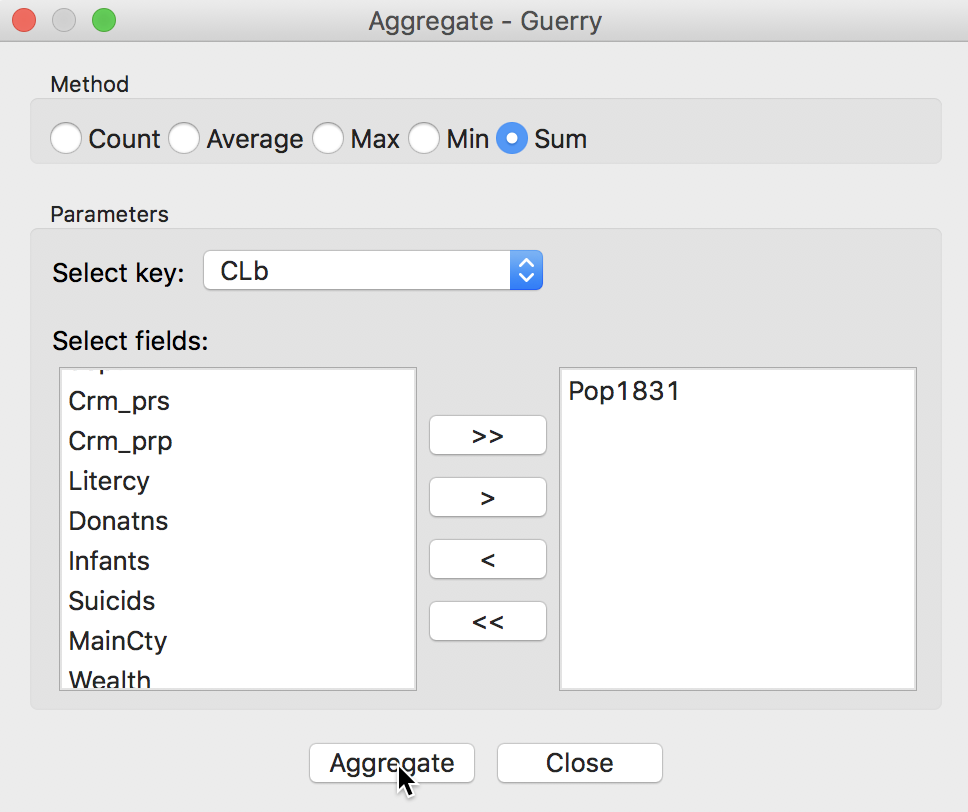 Aggregate - Guerry
Method
Count Average Max Min Sum
Parameters
Select key: CLb
Select fields:
Crm_prs
Crm_prp
Litercy
Donatns
Infants
Suicids
MainCty
Wealth
>>
>
<
<<
Pop1831
Aggregate Close